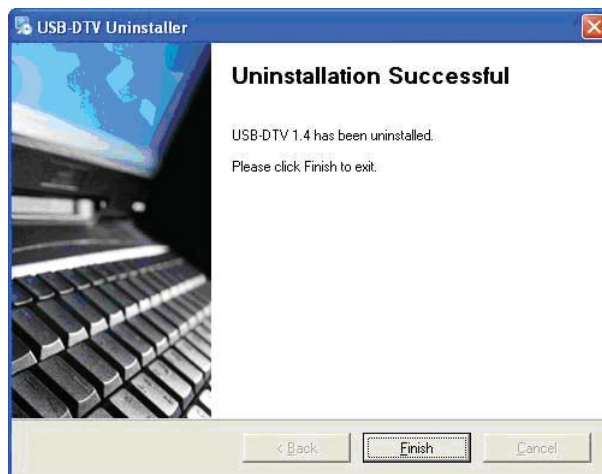 USB-DTV Uninstaller
Uninstallation Successful
USB-DTV 1.4 has been uninstalled.
Please click Finish to exit.
< Back Finish Cancel